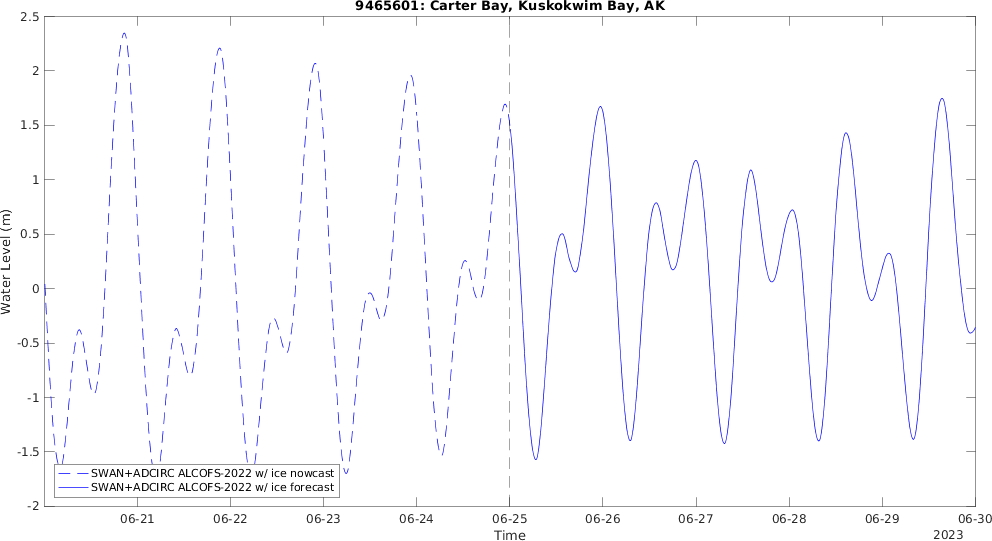 9465601: Carter Bay, Kuskokwim Bay, AK
2.5
2
1.5
1
0.5
0
-0.5
-1
-1.5
-2
Water Level (m)
SWAN+ADCIRC ALCOFS-2022 w/ ice nowcast
SWAN+ADCIRC ALCOFS-2022 w/ ice forecast
06-21 06-22 06-23 06-24 06-25 06-26 06-27 06-28 06-29 06-30
Time
2023